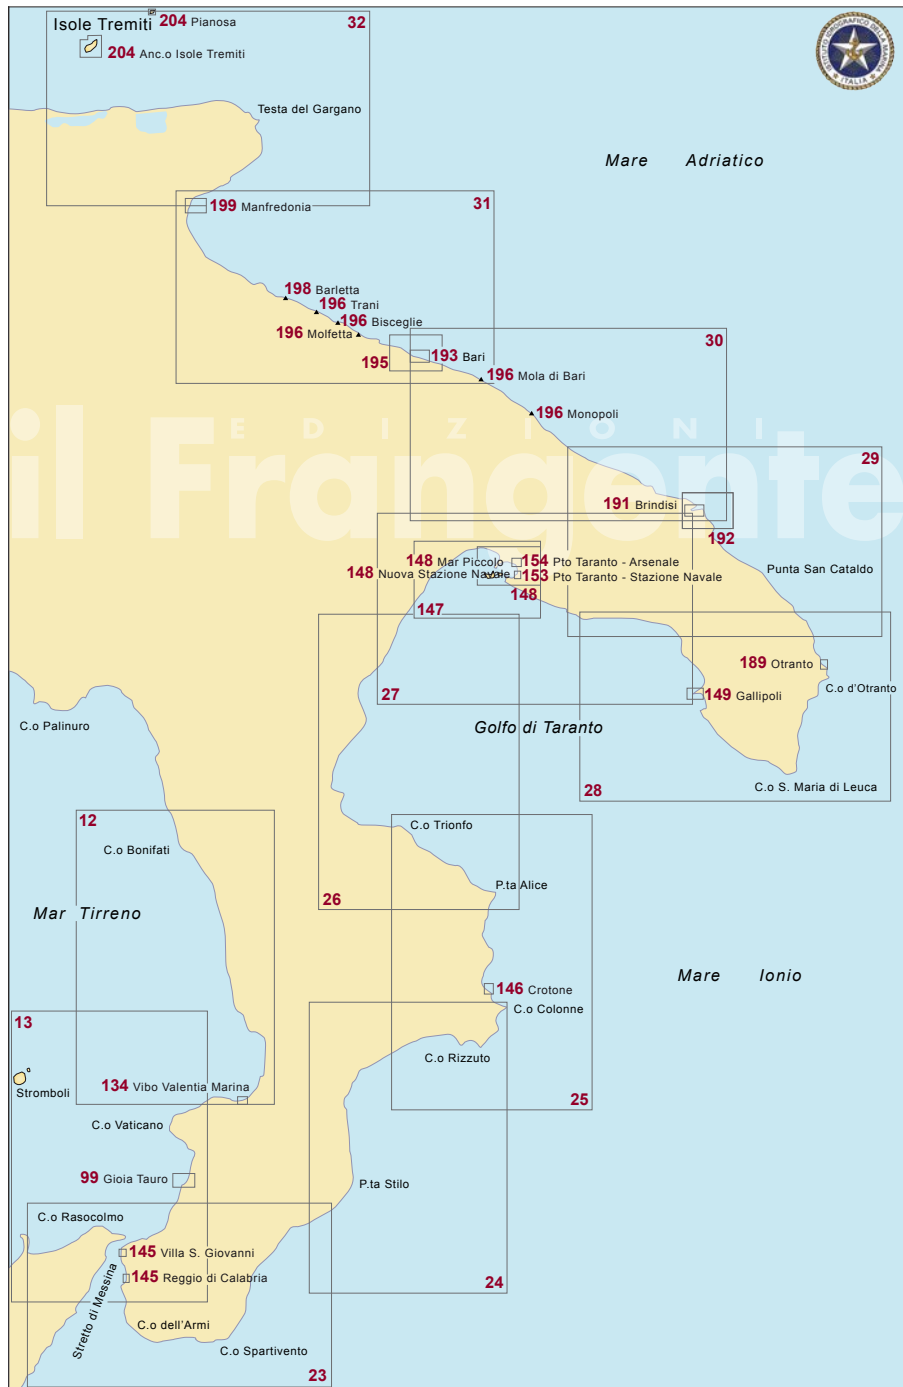 32
204 Pianosa
Isole Tremiti
204 Anc.o Isole Tremiti
ISTITUTO IDROGRAFICO DELLA MARINA
ITALIA
Testa del Gargano
Mare Adriatico
31
199 Manfredonia
198 Barletta
196 Trani
196 Bisceglie
196 Molfetta
30
193 Bari
195
196 Mola di Bari
196 Monopoli
EDIZIONI
il Frangente
29
191 Brindisi
192
148 Mar Piccolo
154 Pto Taranto - Arsenale
148 Nuova Stazione Navale
153 Pto Taranto - Stazione Navale
Punta San Cataldo
148
147
189 Otranto
C.o d'Otranto
27
149 Gallipoli
C.o Palinuro
Golfo di Taranto
28
C.o S. Maria di Leuca
12
C.o Trionfo
C.o Bonifati
P.ta Alice
26
Mar Tirreno
Mare Ionio
146 Crotone
C.o Colonne
13
C.o Rizzuto
Stromboli
134 Vibo Valentia Marina
25
C.o Vaticano
99 Gioia Tauro
P.ta Stilo
C.o Rasocolmo
145 Villa S. Giovanni
145 Reggio di Calabria
24
Stretto di Messina
C.o dell'Armi
C.o Spartivento
23